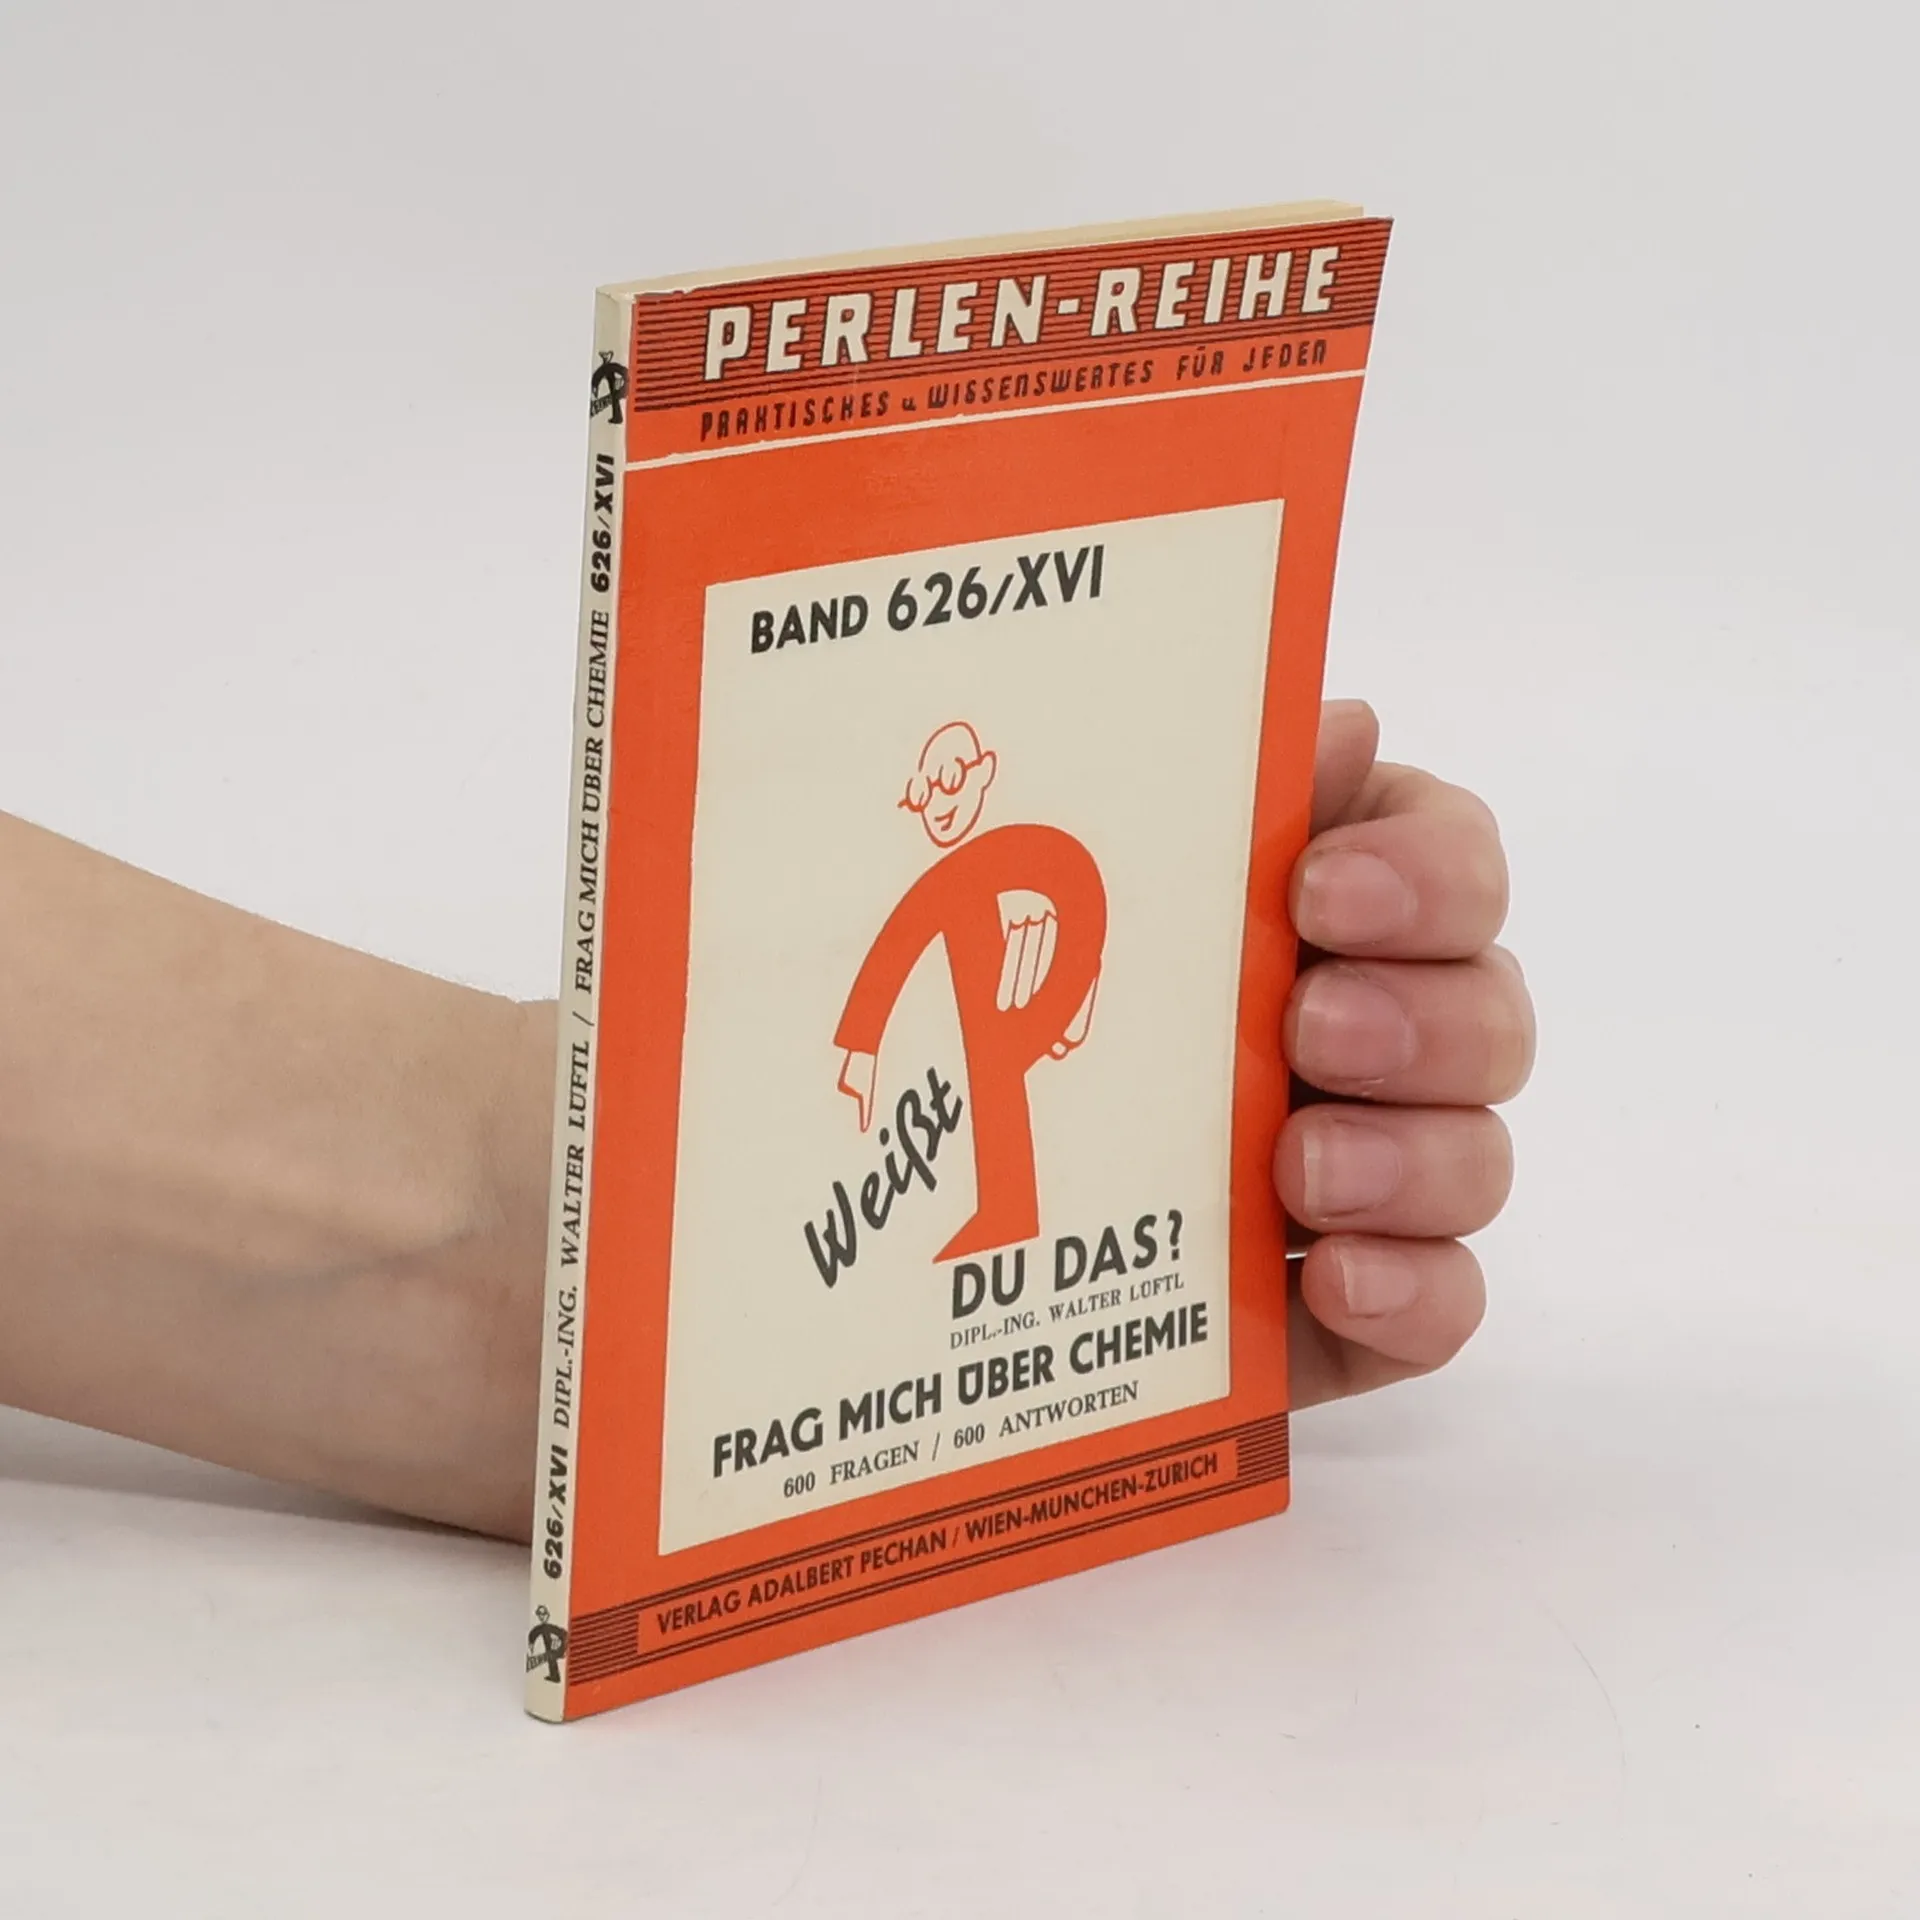 PERLEN-REIHE
PRAKTISCHES u WISSENSWERTES FÜR JEDEN
BAND 626/XVI
Weißt
DU DAS?
DIPL.-ING. WALTER LÜFTL
FRAG MICH ÜBER CHEMIE
600 FRAGEN / 600 ANTWORTEN
VERLAG ADALBERT PECHAN / WIEN-MÜNCHEN-ZÜRICH
626/XVI DIPL.-ING. WALTER LÜFTL / FRAG MICH ÜBER CHEMIE 626/XVI